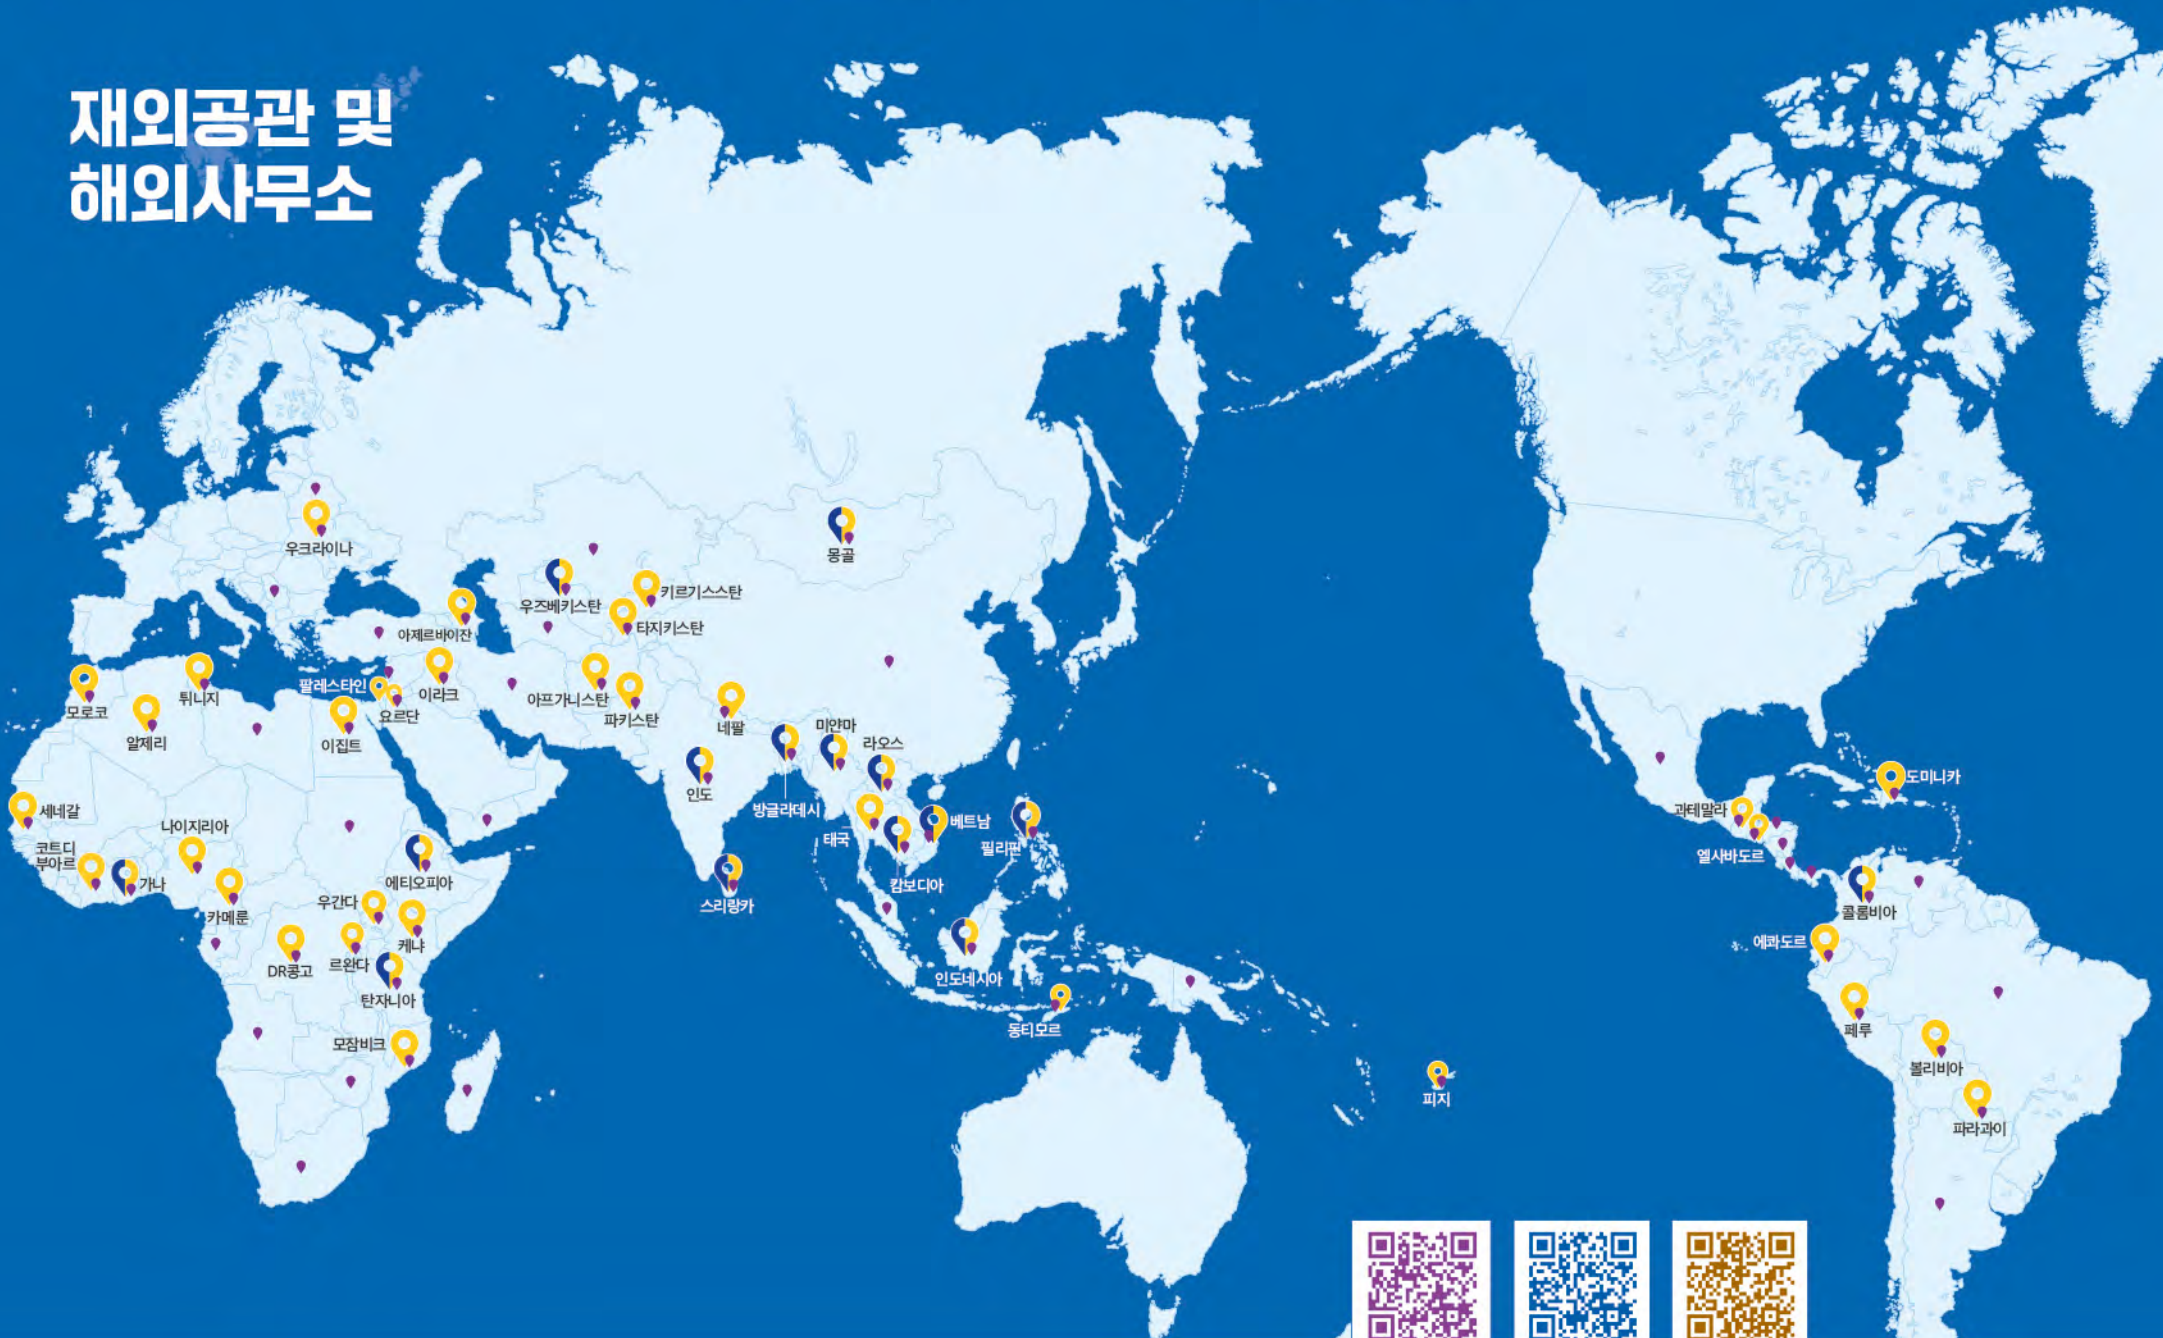 재외공관 및
해외사무소
우크라이나
몽골
우즈베키스탄
키르기스스탄
타지키스탄
아제르바이잔
이라크
아프가니스탄
파키스탄
네팔
팔레스타인
요르단
튀니지
모로코
알제리
이집트
미얀마
라오스
인도
방글라데시
태국
베트남
필리핀
캄보디아
스리랑카
인도네시아
동티모르
세네갈
나이지리아
코트디
부아르
가나
카메룬
에티오피아
우간다
케냐
DR콩고
르완다
탄자니아
모잠비크
피지
도미니카
과테말라
엘사바도르
콜롬비아
에콰도르
페루
볼리비아
파라과이